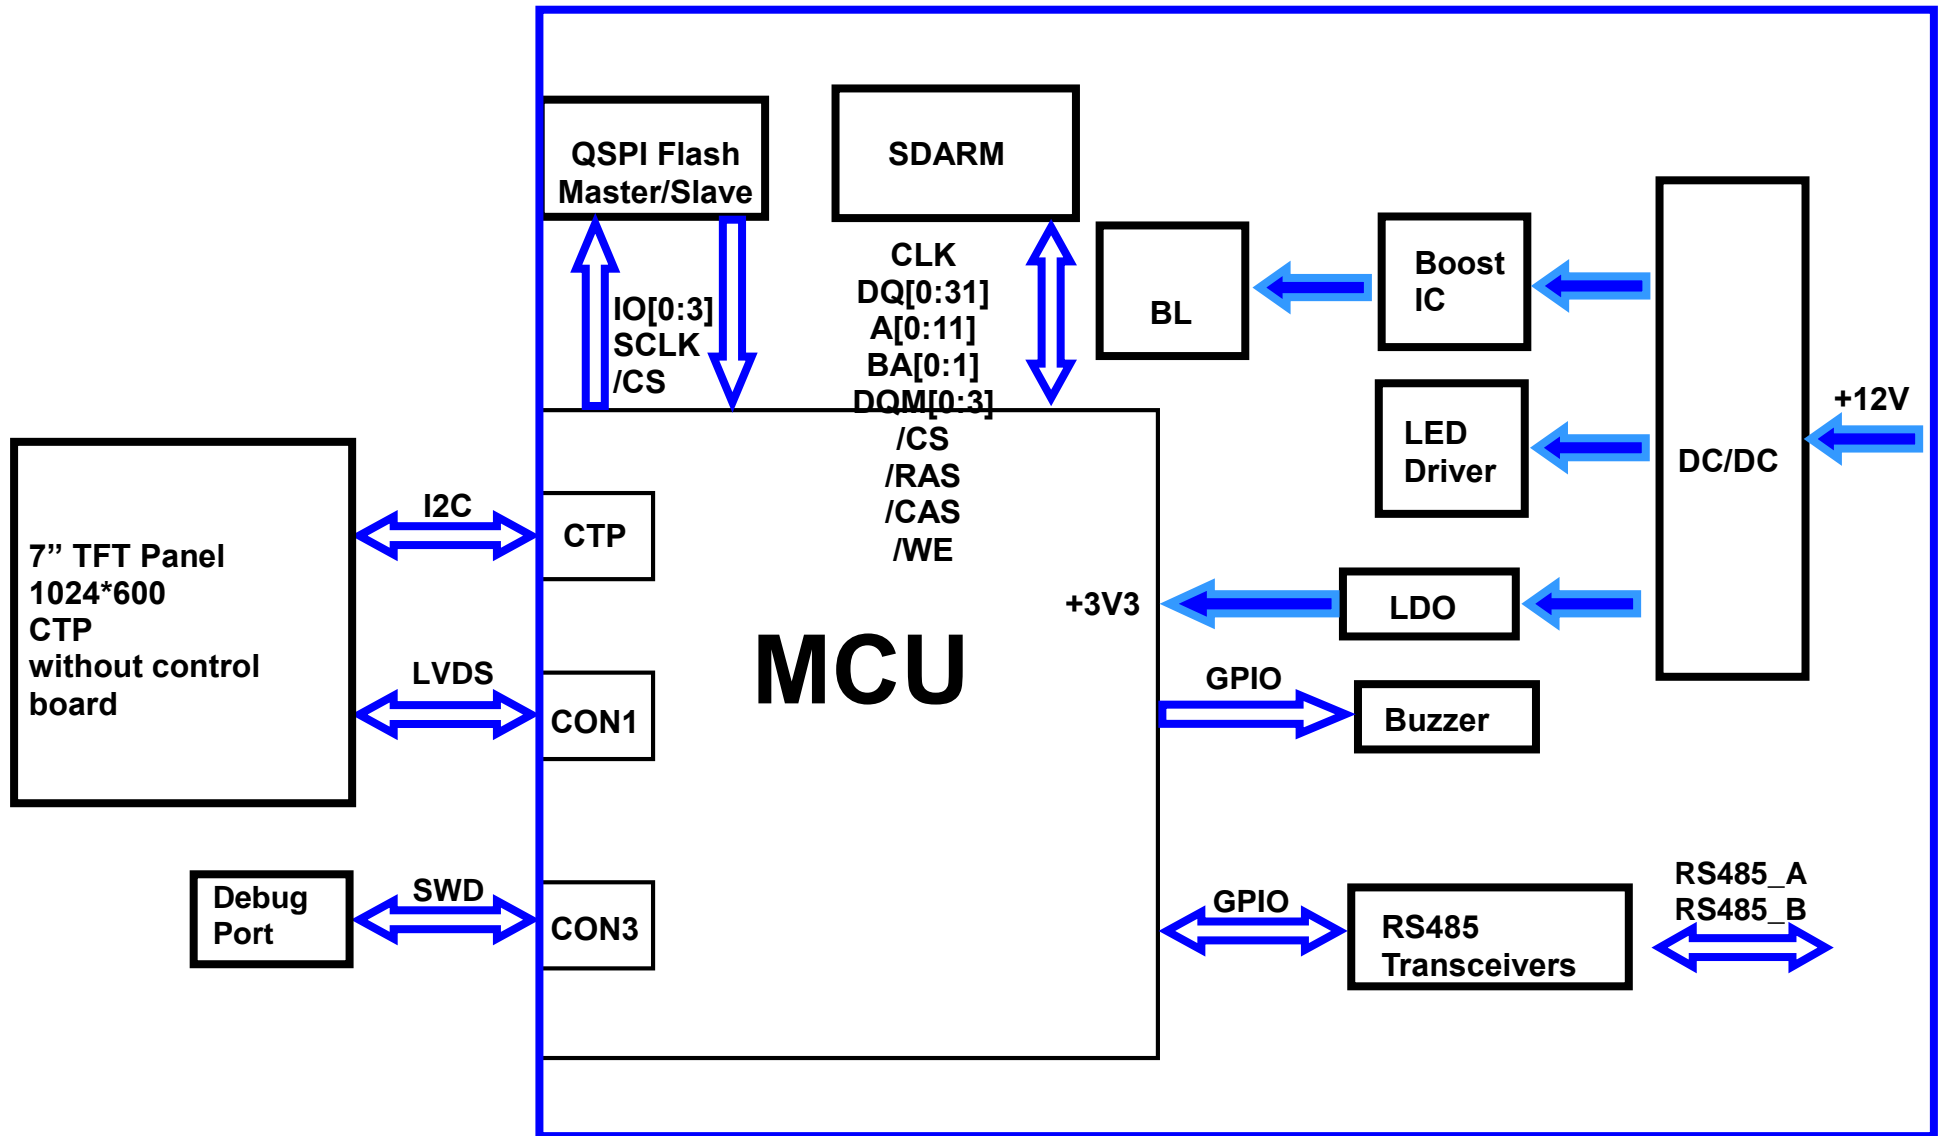 QSPI Flash
Master/Slave
SDARM
IO[0:3]
SCLK
/CS
CLK
DQ[0:31]
A[0:11]
BA[0:1]
DQM[0:3]
/CS
/RAS
/CAS
/WE
BL
Boost
IC
LED
Driver
DC/DC
+12V
7” TFT Panel
1024*600
CTP
without control
board
I2C
CTP
LVDS
CON1
MCU
+3V3
LDO
GPIO
Buzzer
Debug
Port
SWD
CON3
GPIO
RS485
Transceivers
RS485_A
RS485_B